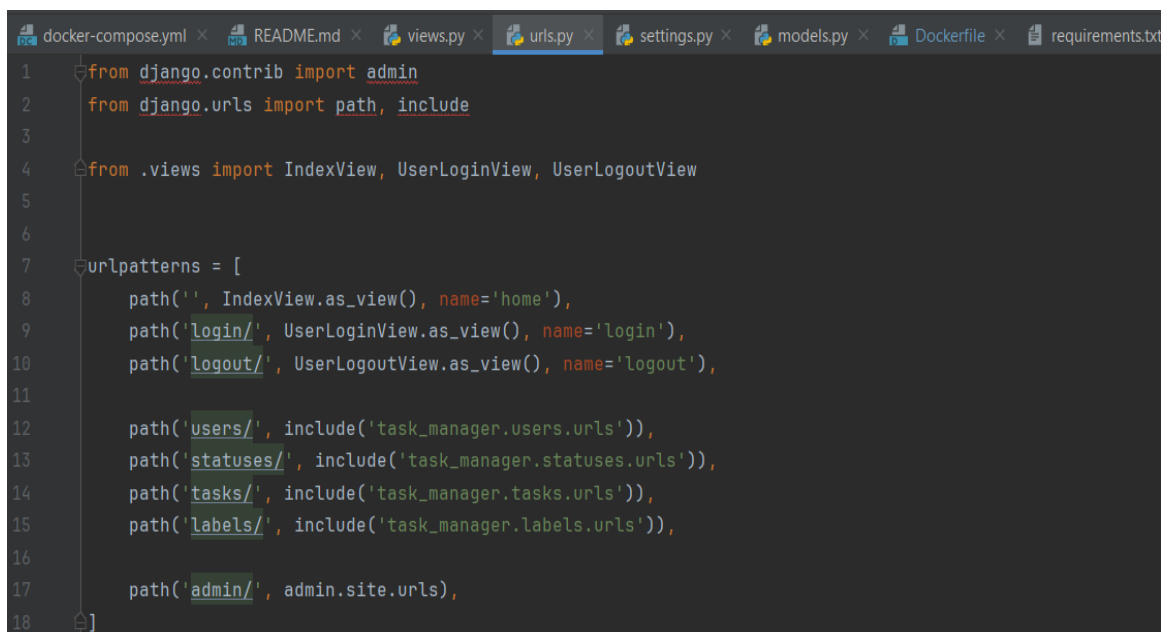 docker-compose.yml README.md views.py urls.py settings.py models.py Dockerfile requirements.txt
1 from django.contrib import admin
2 from django.urls import path, include
3
4 from .views import IndexView, UserLoginView, UserLogoutView
5
6
7 urlpatterns = [
8 path('', IndexView.as_view(), name='home'),
9 path('login/', UserLoginView.as_view(), name='login'),
10 path('logout/', UserLogoutView.as_view(), name='logout'),
11
12 path('users/', include('task_manager.users.urls')),
13 path('statuses/', include('task_manager.statuses.urls')),
14 path('tasks/', include('task_manager.tasks.urls')),
15 path('labels/', include('task_manager.labels.urls')),
16
17 path('admin/', admin.site.urls),
18 ]